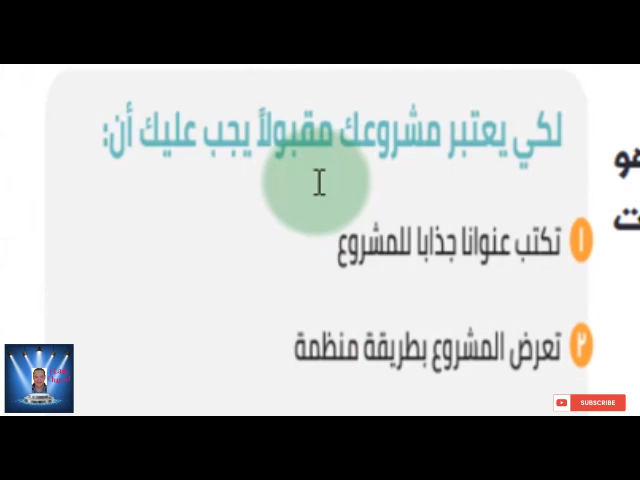 لكي يعتبر مشروعك مقبولاً يجب عليك أن:
١ تكتب عنوانا جذابا للمشروع
٢ تعرض المشروع بطريقة منظمة
SUBSCRIBE